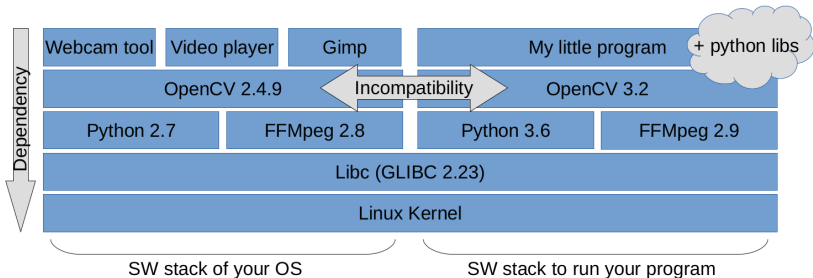 Webcam tool
Video player
Gimp
My little program
+ python libs
Dependency
OpenCV 2.4.9
Incompatibility
OpenCV 3.2
Python 2.7
FFMpeg 2.8
Python 3.6
FFMpeg 2.9
Libc (GLIBC 2.23)
Linux Kernel
SW stack of your OS
SW stack to run your program